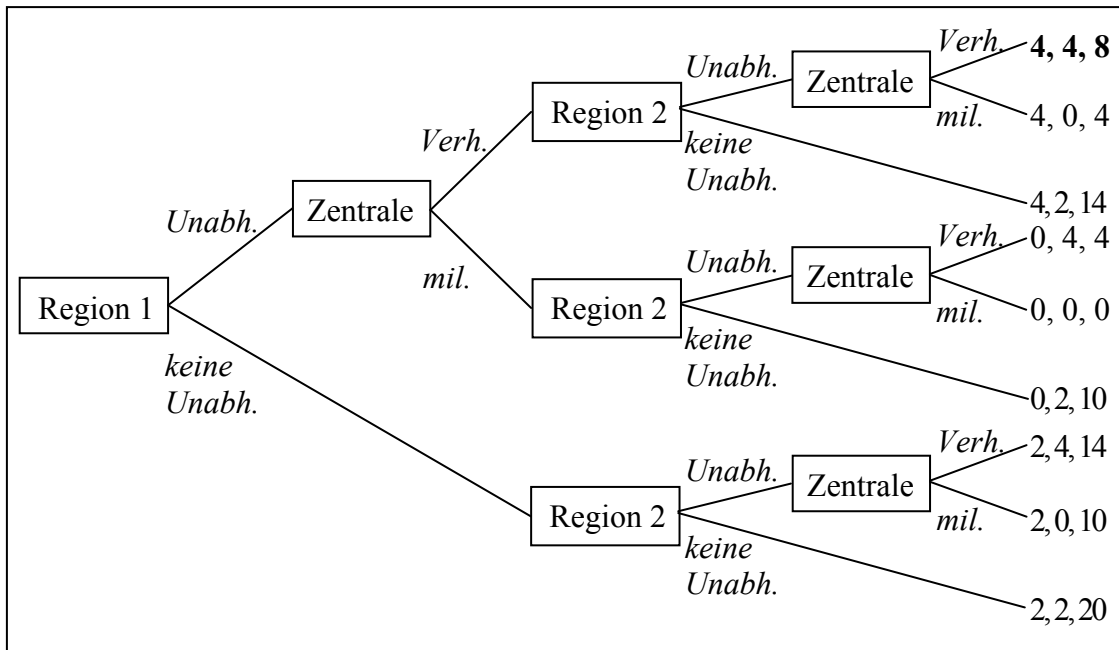 Verh.
4, 4, 8
Unabh.
Zentrale
Region 2
mil.
4, 0, 4
Verh.
keine
Unabh.
4,2,14
Unabh.
Zentrale
Verh.
0, 4, 4
Unabh.
Zentrale
Region 1
mil.
Region 2
mil.
0, 0, 0
keine
Unabh.
keine
Unabh.
0,2,10
Verh.
2,4,14
Unabh.
Zentrale
Region 2
mil.
2,0,10
keine
Unabh.
2,2,20